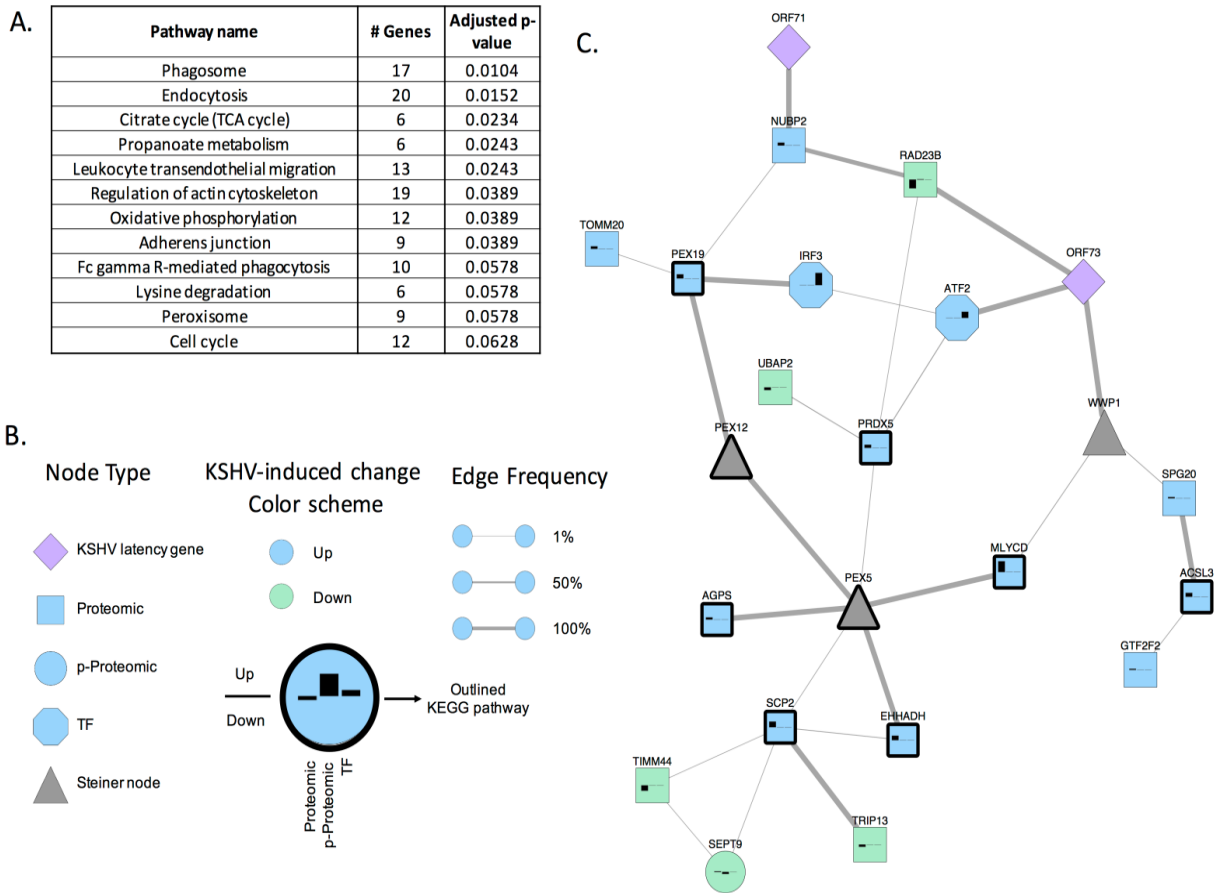 A.
Pathway name # Genes Adjusted p-value
Phagosome 17 0.0104
Endocytosis 20 0.0152
Citrate cycle (TCA cycle) 6 0.0234
Propanoate metabolism 6 0.0243
Leukocyte transendothelial migration 13 0.0243
Regulation of actin cytoskeleton 19 0.0389
Oxidative phosphorylation 12 0.0389
Adherens junction 9 0.0389
Fc gamma R-mediated phagocytosis 10 0.0578
Lysine degradation 6 0.0578
Peroxisome 9 0.0578
Cell cycle 12 0.0628
B.
Node Type
KSHV latency gene
Proteomic
p-Proteomic
TF
Steiner node
KSHV-induced change
Color scheme
Up
Down
Up
Down
Proteomic
p-Proteomic
TF
Outlined
KEGG pathway
Edge Frequency
1%
50%
100%
C.
ORF71
NUBP2
RAD23B
TOMM20
PEX19
IRF3
ORF73
ATF2
UBAP2
WWP1
PEX12
PRDX5
SPG20
MLYCD
PEX5
ACSL3
AGPS
GTF2F2
SCP2
EHHADH
TIMM44
TRIP13
SEPT9